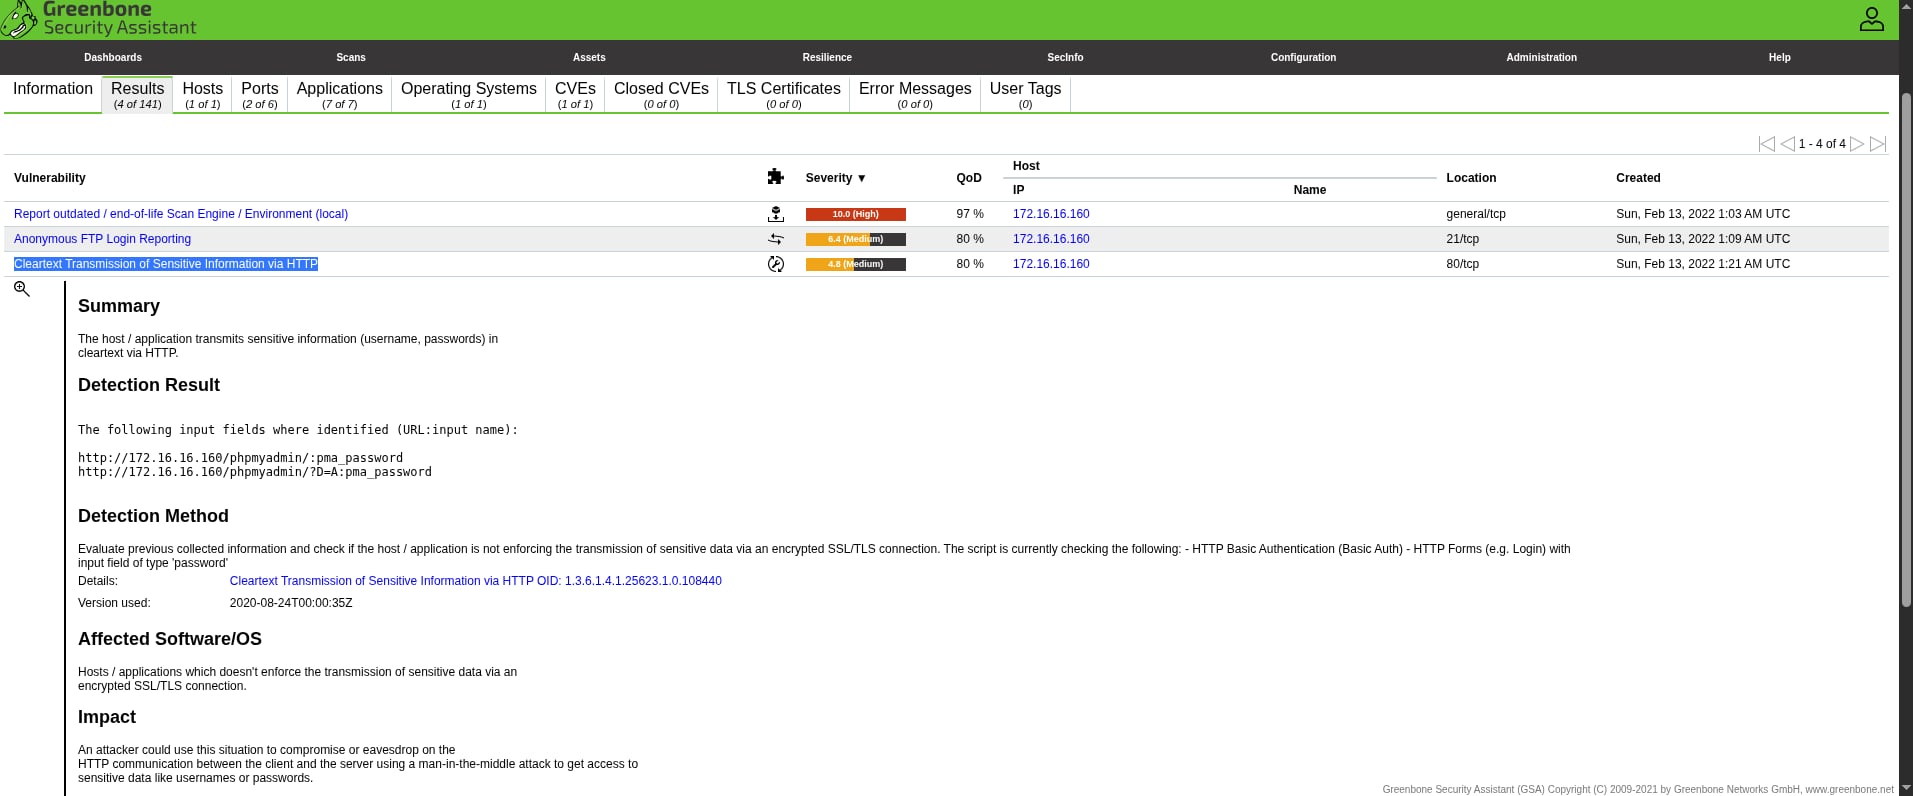 Greenbone
Security Assistant
Dashboards Scans Assets Resilience SecInfo Configuration Administration Help
Information Results Hosts Ports Applications Operating Systems CVEs Closed CVEs TLS Certificates Error Messages User Tags
(4 of 141) (1 of 1) (2 of 6) (7 of 7) (1 of 1) (1 of 1) (0 of 0) (0 of 0) (0 of 0) (0)
1 - 4 of 4
Vulnerability Severity ▼ QoD Host Location Created
IP Name
Report outdated / end-of-life Scan Engine / Environment (local) 10.0 (High) 97 % 172.16.16.160 general/tcp Sun, Feb 13, 2022 1:03 AM UTC
Anonymous FTP Login Reporting 6.4 (Medium) 80 % 172.16.16.160 21/tcp Sun, Feb 13, 2022 1:09 AM UTC
Cleartext Transmission of Sensitive Information via HTTP 4.8 (Medium) 80 % 172.16.16.160 80/tcp Sun, Feb 13, 2022 1:21 AM UTC
Summary
The host / application transmits sensitive information (username, passwords) in
cleartext via HTTP.
Detection Result
The following input fields where identified (URL:input name):
http://172.16.16.160/phpmyadmin/:pma_password
http://172.16.16.160/phpmyadmin/?D=A:pma_password
Detection Method
Evaluate previous collected information and check if the host / application is not enforcing the transmission of sensitive data via an encrypted SSL/TLS connection. The script is currently checking the following: - HTTP Basic Authentication (Basic Auth) - HTTP Forms (e.g. Login) with
input field of type 'password'
Details: Cleartext Transmission of Sensitive Information via HTTP OID: 1.3.6.1.4.1.25623.1.0.108440
Version used: 2020-08-24T00:00:35Z
Affected Software/OS
Hosts / applications which doesn't enforce the transmission of sensitive data via an
encrypted SSL/TLS connection.
Impact
An attacker could use this situation to compromise or eavesdrop on the
HTTP communication between the client and the server using a man-in-the-middle attack to get access to
sensitive data like usernames or passwords.
Greenbone Security Assistant (GSA) Copyright (C) 2009-2021 by Greenbone Networks GmbH, www.greenbone.net